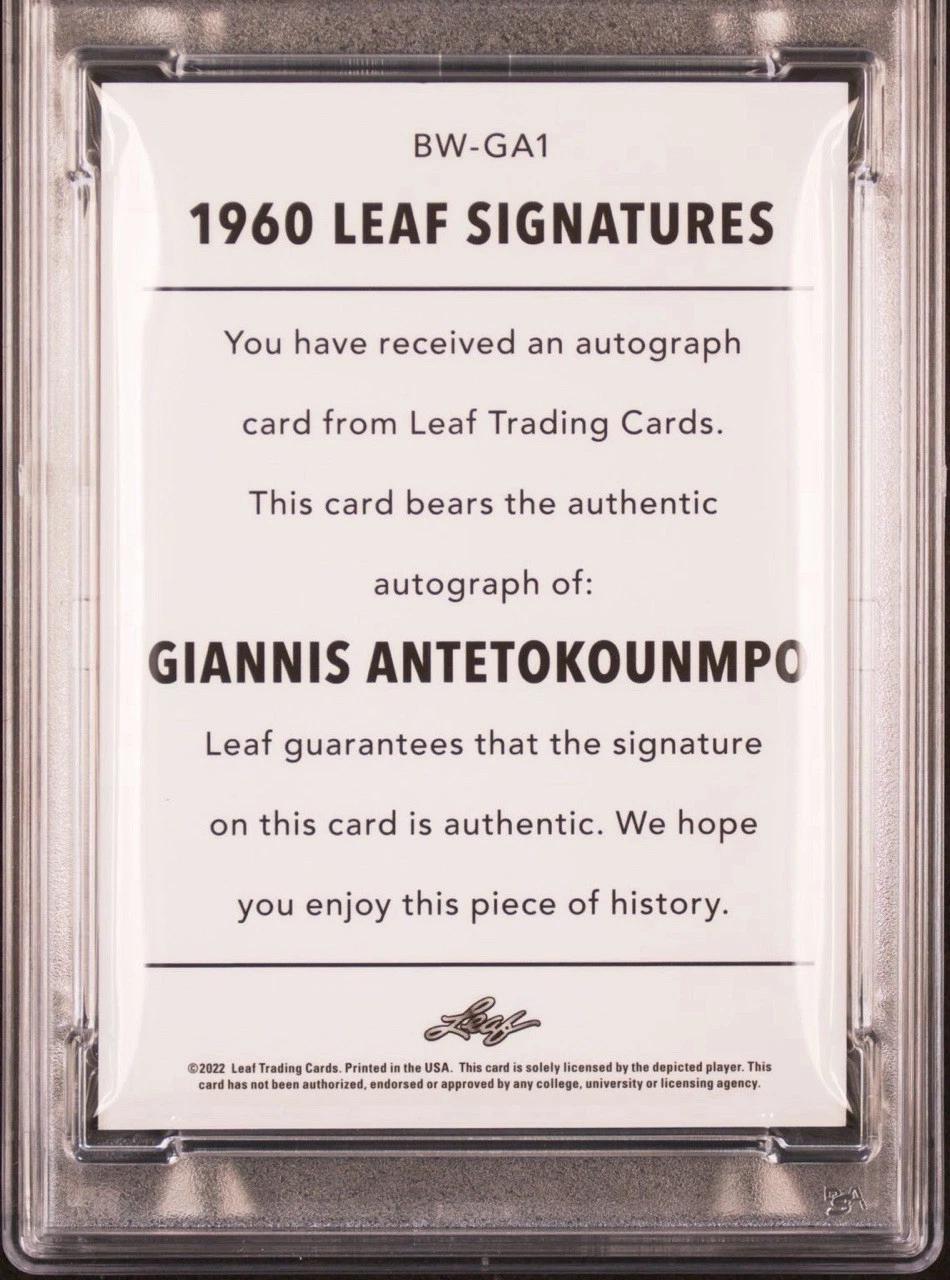 BW-GA1
1960 LEAF SIGNATURES
You have received an autograph
card from Leaf Trading Cards.
This card bears the authentic
autograph of:
GIANNIS ANTETOKOUNMPO
Leaf guarantees that the signature
on this card is authentic. We hope
you enjoy this piece of history.
Leaf
©2022 Leaf Trading Cards. Printed in the USA. This card is solely licensed by the depicted player. This
card has not been authorized, endorsed or approved by any college, university or licensing agency.
PSA